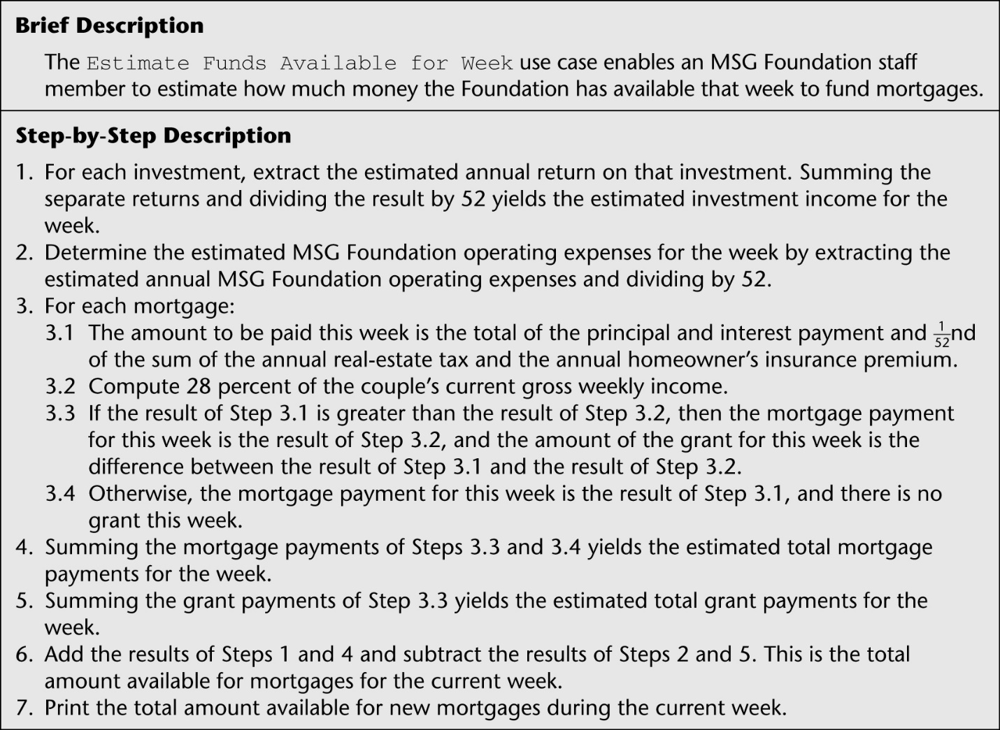 Brief Description
The Estimate Funds Available for Week use case enables an MSG Foundation staff
member to estimate how much money the Foundation has available that week to fund mortgages.
Step-by-Step Description
1. For each investment, extract the estimated annual return on that investment. Summing the
separate returns and dividing the result by 52 yields the estimated investment income for the
week.
2. Determine the estimated MSG Foundation operating expenses for the week by extracting the
estimated annual MSG Foundation operating expenses and dividing by 52.
3. For each mortgage:
3.1 The amount to be paid this week is the total of the principal and interest payment and 1/52nd
of the sum of the annual real-estate tax and the annual homeowner’s insurance premium.
3.2 Compute 28 percent of the couple’s current gross weekly income.
3.3 If the result of Step 3.1 is greater than the result of Step 3.2, then the mortgage payment
for this week is the result of Step 3.2, and the amount of the grant for this week is the
difference between the result of Step 3.1 and the result of Step 3.2.
3.4 Otherwise, the mortgage payment for this week is the result of Step 3.1, and there is no
grant this week.
4. Summing the mortgage payments of Steps 3.3 and 3.4 yields the estimated total mortgage
payments for the week.
5. Summing the grant payments of Step 3.3 yields the estimated total grant payments for the
week.
6. Add the results of Steps 1 and 4 and subtract the results of Steps 2 and 5. This is the total
amount available for mortgages for the current week.
7. Print the total amount available for new mortgages during the current week.